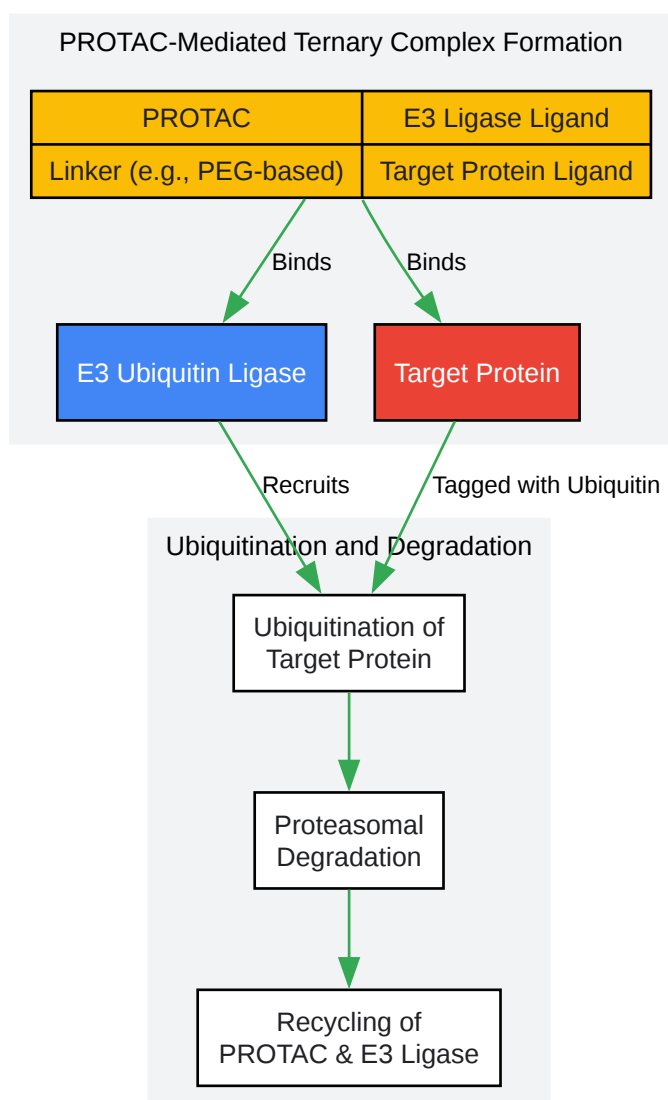 PROTAC-Mediated Ternary Complex Formation
PROTAC
E3 Ligase Ligand
Linker (e.g., PEG-based)
Target Protein Ligand
Binds
Binds
E3 Ubiquitin Ligase
Target Protein
Recruits
Tagged with Ubiquitin
Ubiquitination and Degradation
Ubiquitination of
Target Protein
Proteasomal
Degradation
Recycling of
PROTAC & E3 Ligase